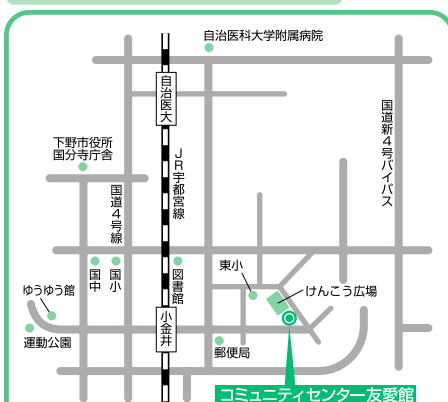 自治医科大学附属病院
自治医大
国道新4号バイパス
下野市役所
国分寺庁舎
JR宇都宮線
国道4号線
国中
国小
図書館
東小
けんこう広場
ゆうゆう館
小金井
運動公園
郵便局
コミュニティセンター友愛館